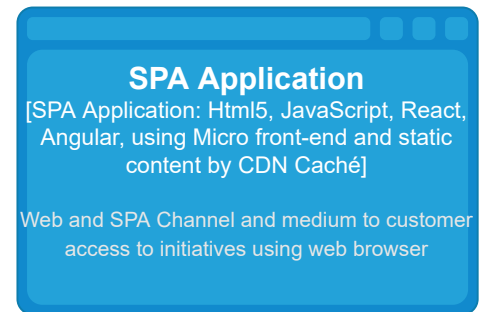 SPA Application
[SPA Application: Html5, JavaScript, React,
Angular, using Micro front-end and static
content by CDN Caché]
Web and SPA Channel and medium to customer
access to initiatives using web browser